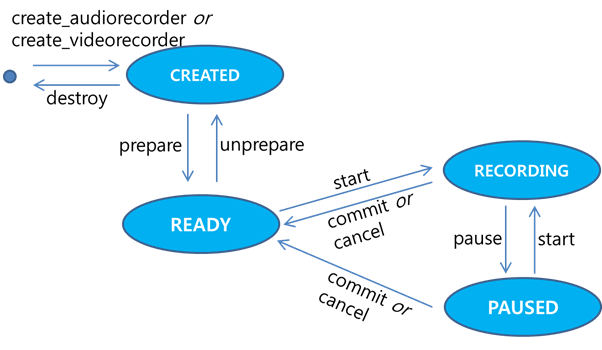 create_audiorecorder or
create_videorecorder
CREATED
destroy
prepare
unprepare
start
RECORDING
commit or
cancel
READY
pause
start
commit or
cancel
PAUSED